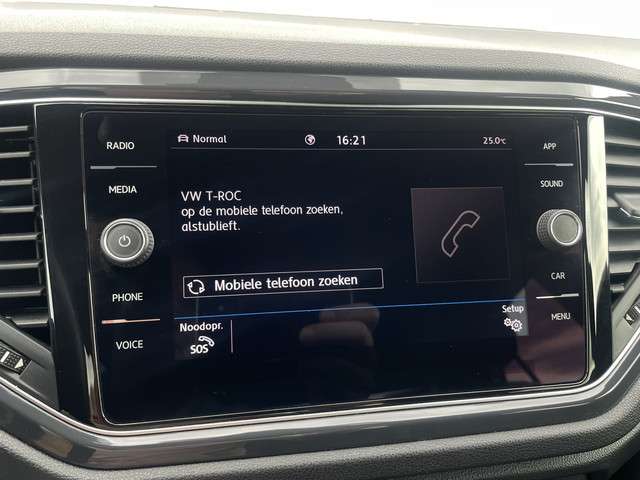 RADIO
MEDIA
PHONE
VOICE
Normal
16:21
25.0°C
VW T-ROC
op de mobiele telefoon zoeken,
alstublieft.
Mobiele telefoon zoeken
Noodopr.
SOS
Setup
APP
SOUND
CAR
MENU